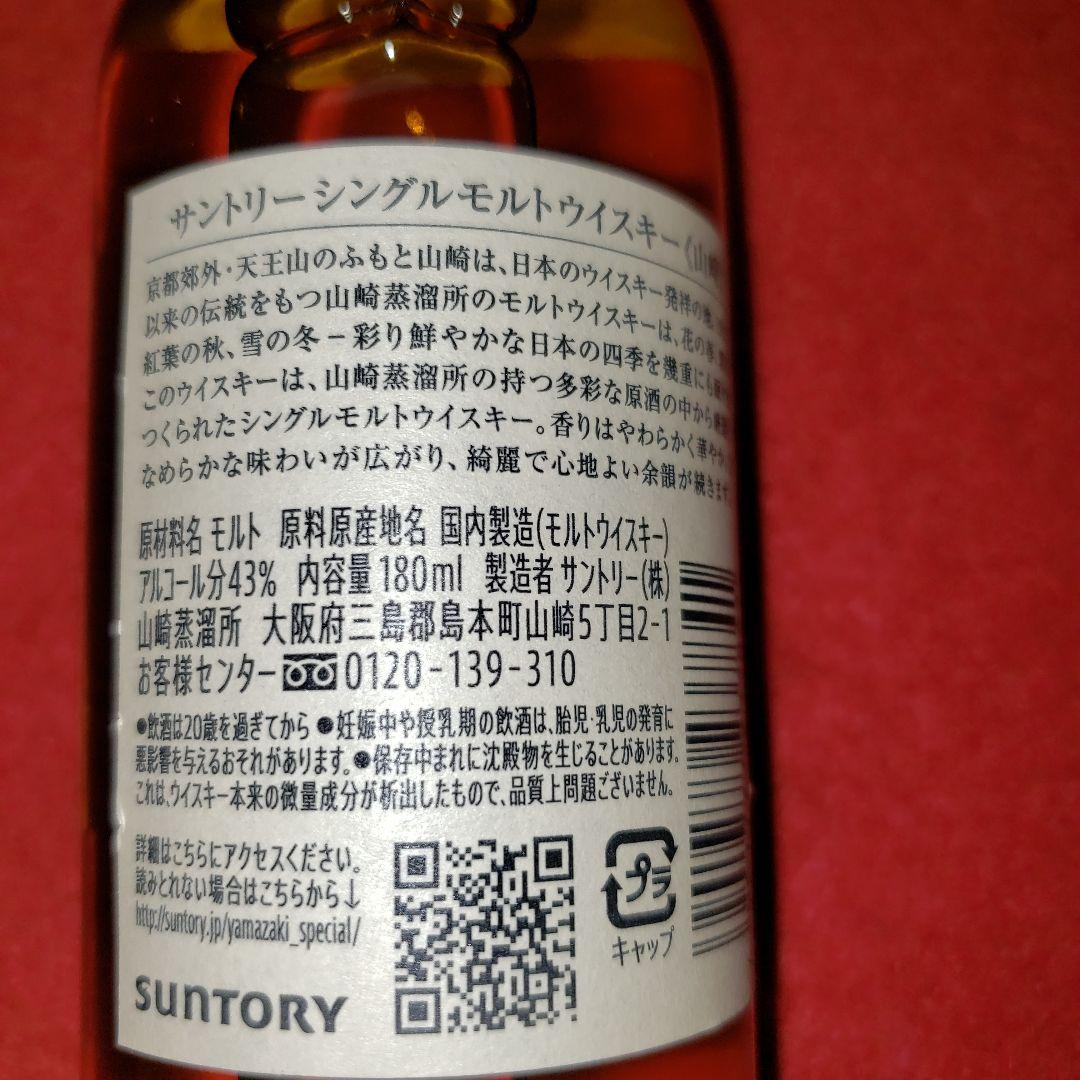 サントリーシングルモルトウイスキー《山崎
京都郊外・天王山のふもと山崎は、日本のウイスキー発祥の地。
以来の伝統をもつ山崎蒸溜所のモルトウイスキーは、花の春、
紅葉の秋、雪の冬－彩り鮮やかな日本の四季を幾重にも
このウイスキーは、山崎蒸溜所の持つ多彩な原酒の中から
つくられたシングルモルトウイスキー。香りはやわらかく華やか
なめらかな味わいが広がり、綺麗で心地よい余韻が続きます
原材料名 モルト 原料原産地名 国内製造(モルトウイスキー)
アルコール分43% 内容量180ml 製造者 サントリー(株)
山崎蒸溜所 大阪府三島郡島本町山崎5丁目2-1
お客様センター 0120-139-310
●飲酒は20歳を過ぎてから ●妊娠中や授乳期の飲酒は、胎児・乳児の発育に
悪影響を与えるおそれがあります。●保存中まれに沈殿物を生じることがあります。
これは、ウイスキー本来の微量成分が析出したもので、品質上問題ございません。
詳細はこちらにアクセスください。
読みとれない場合はこちらから↓
http://suntory.jp/yamazaki_special/
プラ
キャップ
SUNTORY